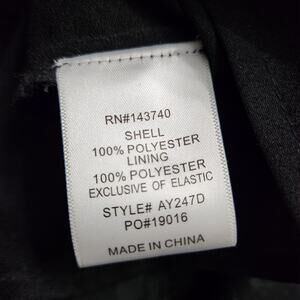 RN#143740
SHELL
100% POLYESTER
LINING
100% POLYESTER
EXCLUSIVE OF ELASTIC
STYLE# AY247D
PO#19016
MADE IN CHINA